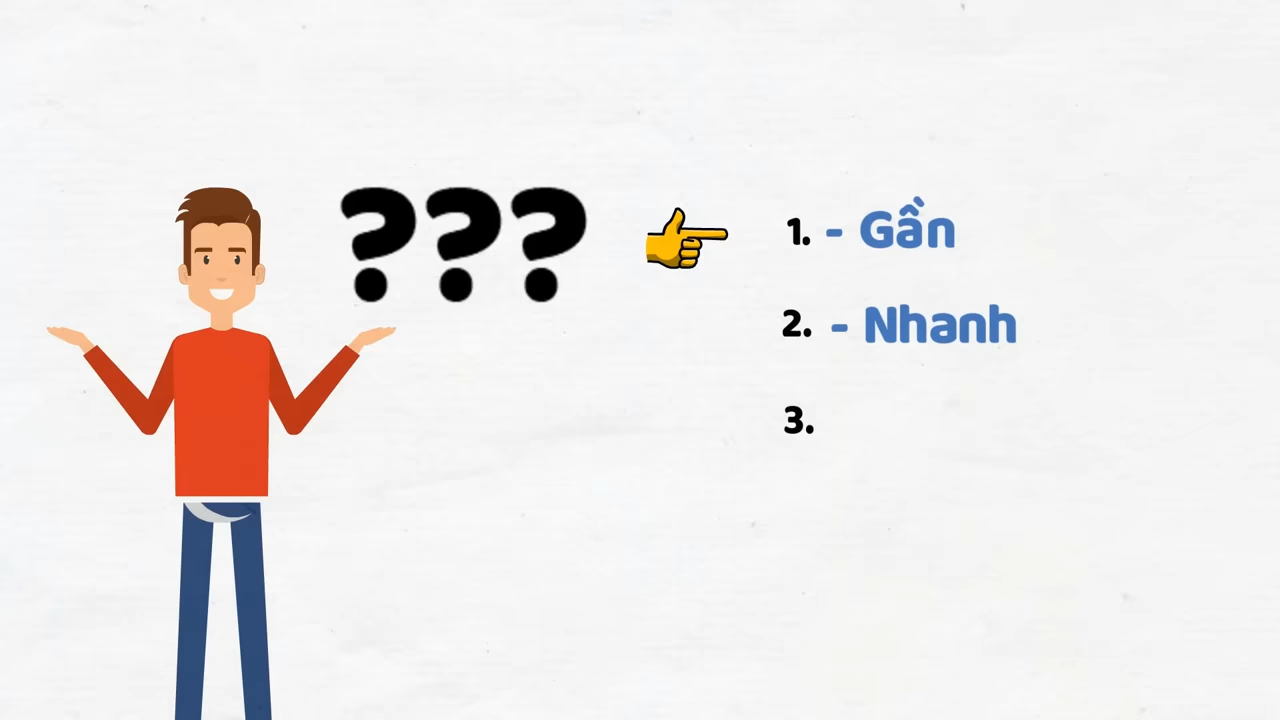 ???
1. - Gần
2. - Nhanh
3.